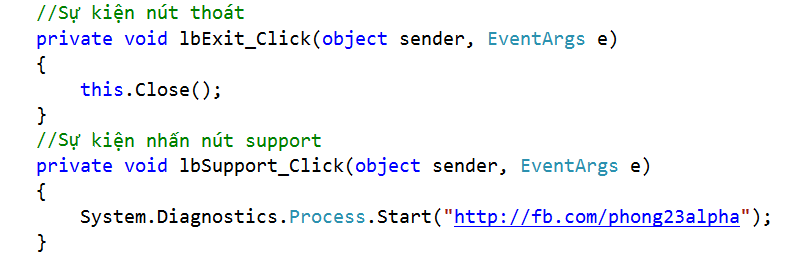 //Sự kiện nút thoát
private void lbExit_Click(object sender, EventArgs e)
{
this.Close();
}
//Sự kiện nhấn nút support
private void lbSupport_Click(object sender, EventArgs e)
{
System.Diagnostics.Process.Start("http://fb.com/phong23alpha");
}